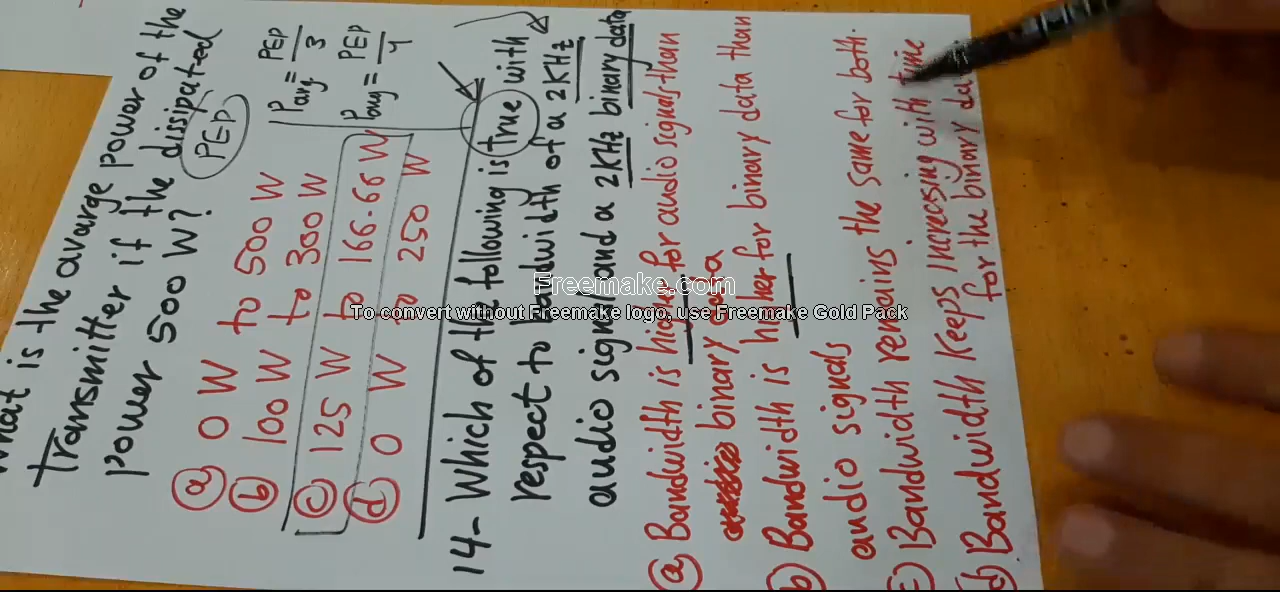 what is the avarge power of the
transmitter if the dissipated
power 500 W? PEP
ⓐ 0 W to 500 W
ⓑ 100 W to 300 W
ⓒ 125 W to 166.66 W
ⓓ 0 W to 250 W
Pavg = PEP/3
Pavg = PEP/4
14- Which of the following is true with
respect to bandwidth of a 2KHz
audio signal and a 2KHz binary data
ⓐ Bandwidth is higher for audio signals than
binary data
ⓑ Bandwidth is higher for binary data than
audio signals
ⓒ Bandwidth remains the same for both.
ⓓ Bandwidth Keeps Increasing with time
for the binary da
Freemake.com
To convert without Freemake logo, use Freemake Gold Pack